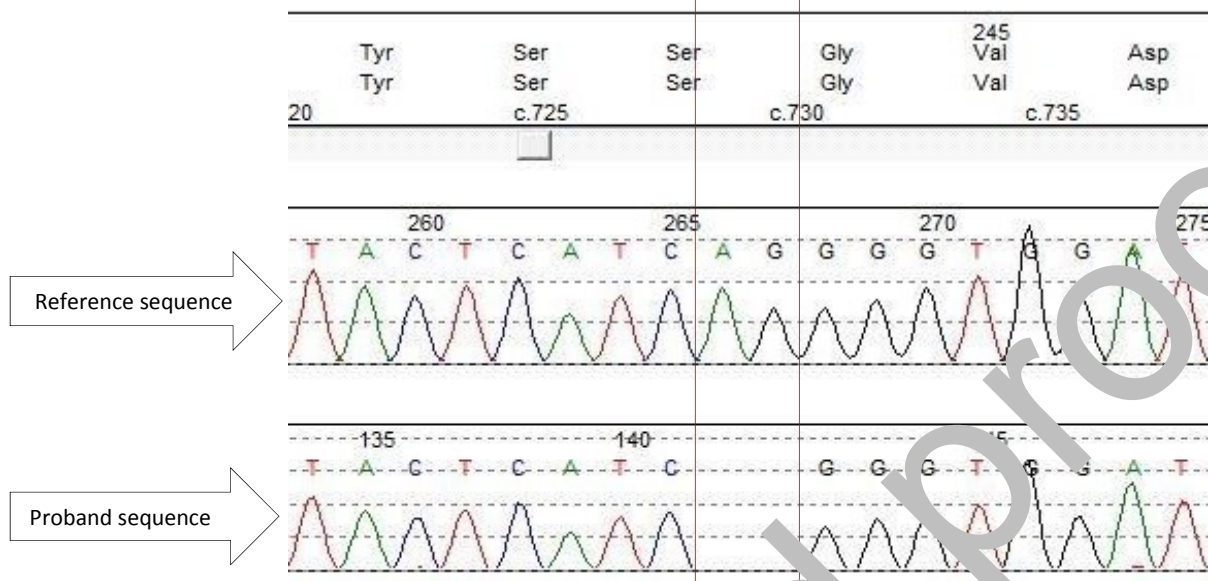 245
Tyr Ser Ser Gly Val Asp
Tyr Ser Ser Gly Val Asp
20 c.725 c.730 c.735
260 265 270 275
T A C T C A T C A G G G G T G G A T
Reference sequence
135 140
T A C T C A T C G G G T G G A T
Proband sequence